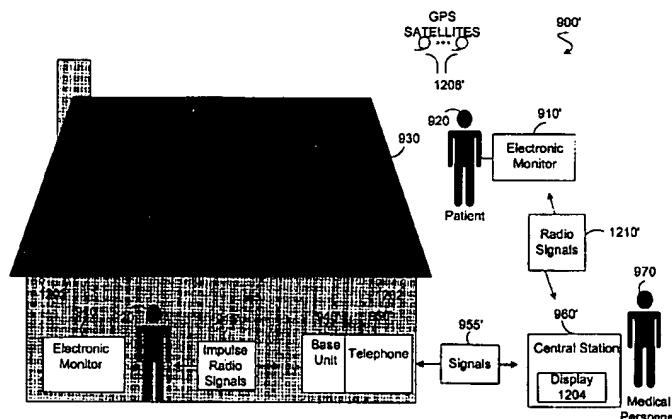 GPS
SATELLITES
900'
1208'
920
910'
930
Electronic
Monitor
Patient
Radio
Signals
1210'
970
960'
955'
Electronic
Monitor
Impulse
Radio
Signals
Base
Unit
Telephone
Signals
Central Station
Display
1204
Medical
Personnel